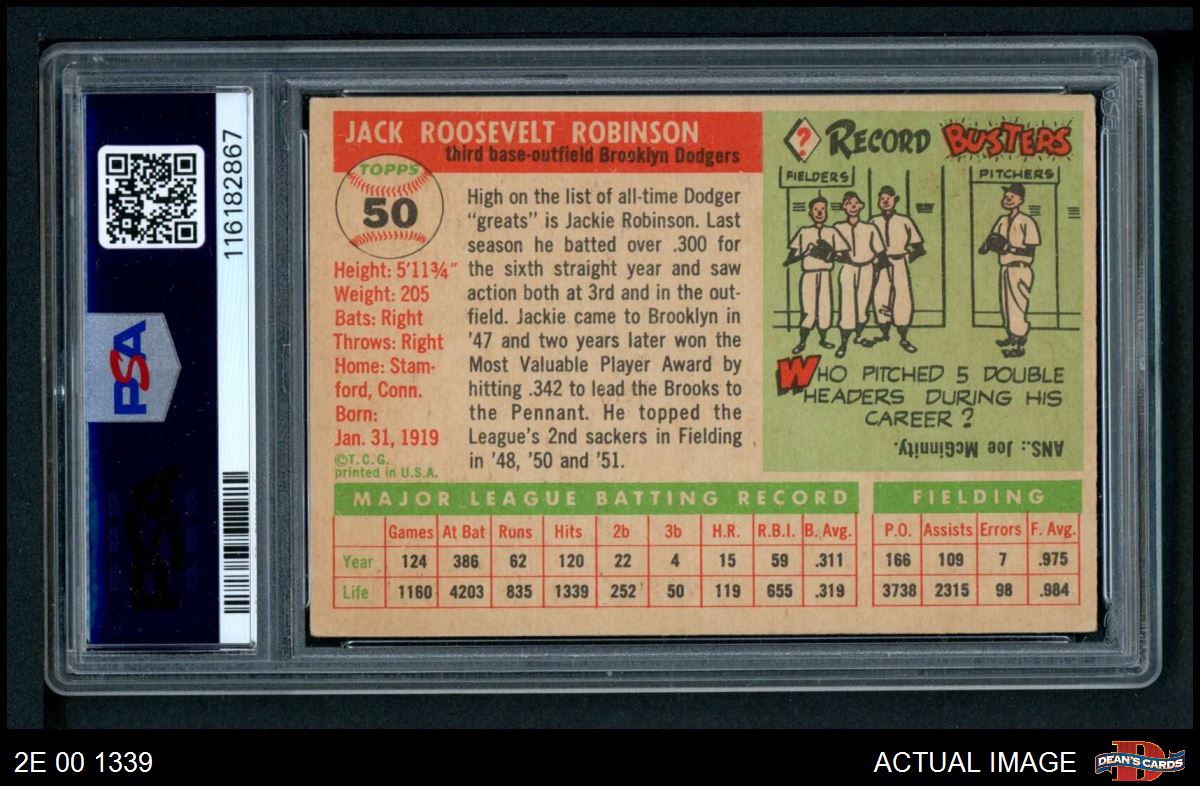 116182867
PSA
PSA
JACK ROOSEVELT ROBINSON
third base-outfield Brooklyn Dodgers
TOPPS
50
Height: 5'11¾"
Weight: 205
Bats: Right
Throws: Right
Home: Stam-
ford, Conn.
Born:
Jan. 31, 1919
©T.C.G.
printed in U.S.A.
High on the list of all-time Dodger
"greats" is Jackie Robinson. Last
season he batted over .300 for
the sixth straight year and saw
action both at 3rd and in the out-
field. Jackie came to Brooklyn in
'47 and two years later won the
Most Valuable Player Award by
hitting .342 to lead the Brooks to
the Pennant. He topped the
League's 2nd sackers in Fielding
in '48, '50 and '51.
? RECORD BUSTERS
FIELDERS
PITCHERS
WHO PITCHED 5 DOUBLE
HEADERS DURING HIS
CAREER?
ANS.: Joe McGinnity.
MAJOR LEAGUE BATTING RECORD
Games At Bat Runs Hits 2b 3b H.R. R.B.I. B. Avg.
Year 124 386 62 120 22 4 15 59 .311
Life 1160 4203 835 1339 252 50 119 655 .319
FIELDING
P.O. Assists Errors F. Avg.
166 109 7 .975
3738 2315 98 .984
2E 00 1339
ACTUAL IMAGE
DEAN'S CARDS